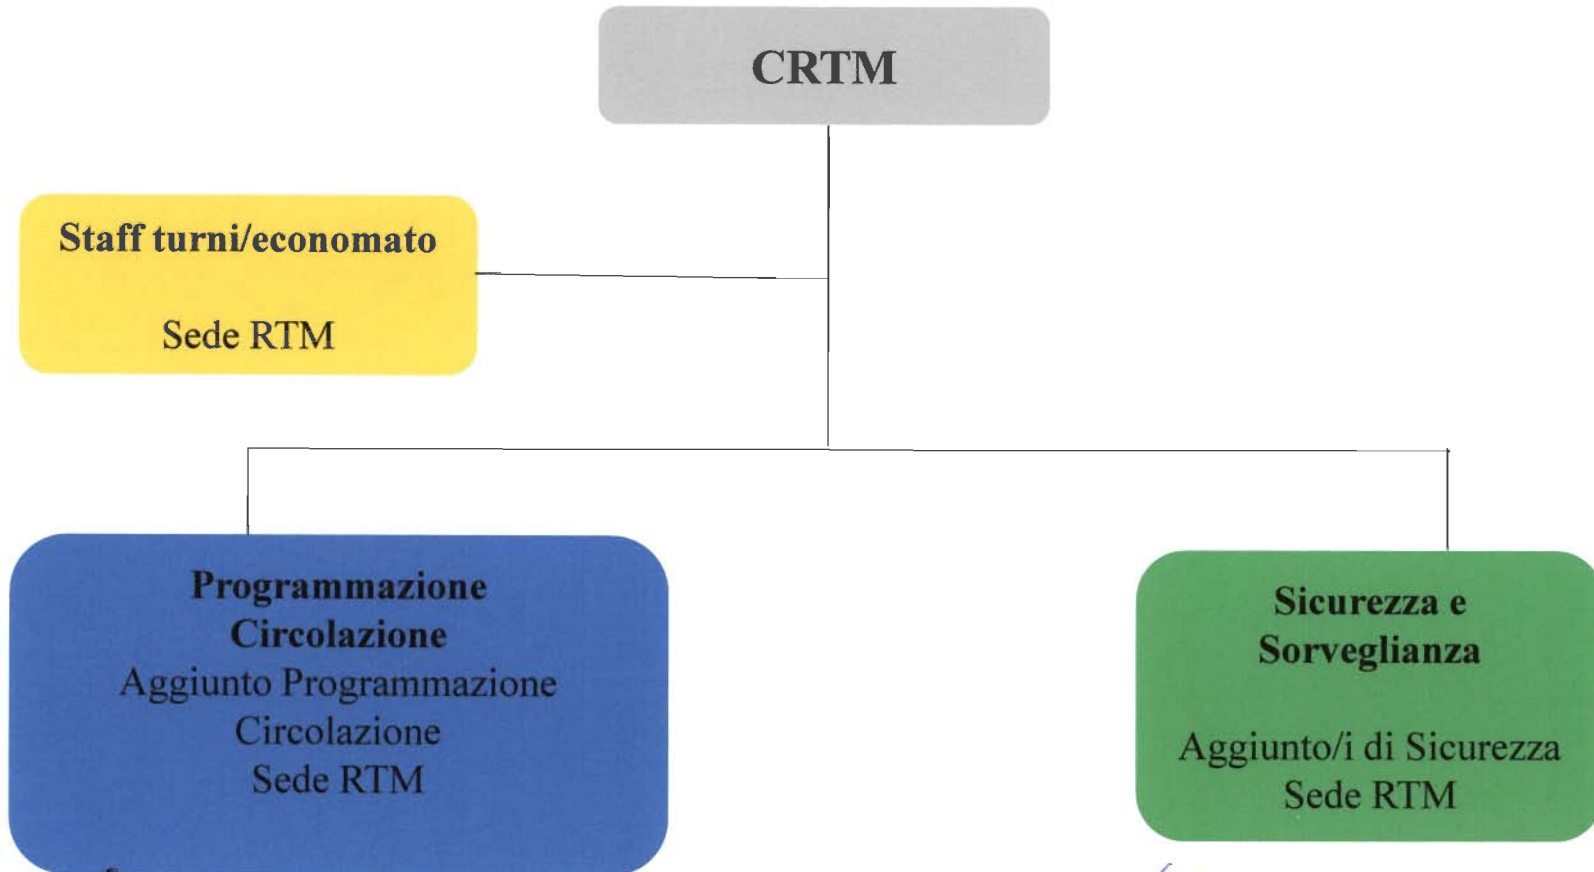 CRTM
Staff turni/economato
Sede RTM
Programmazione
Circolazione
Aggiunto Programmazione
Circolazione
Sede RTM
Sicurezza e
Sorveglianza
Aggiunto/i di Sicurezza
Sede RTM